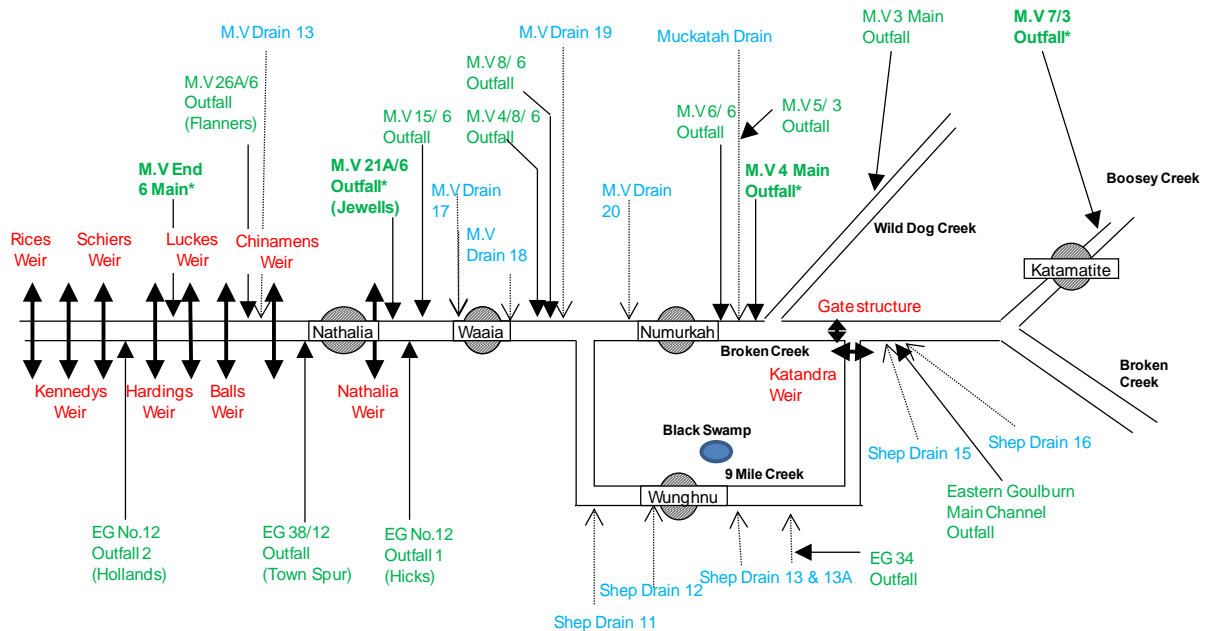 M.V Drain 13
M.V 26A/6
Outfall
(Flanners)
M.V End
6 Main*
M.V 21A/6
Outfall*
(Jewells)
M.V 15/ 6
Outfall
M.V 8/ 6
Outfall
M.V 4/8/ 6
Outfall
M.V Drain 19
M.V Drain
17
M.V
Drain 18
M.V Drain
20
Muckatah Drain
M.V 6/ 6
Outfall
M.V 5/ 3
Outfall
M.V 4 Main
Outfall*
M.V 3 Main
Outfall
M.V 7/3
Outfall*
Boosey Creek
Wild Dog Creek
Katamatite
Rices
Weir
Schiers
Weir
Luckes
Weir
Chinamens
Weir
Gate structure
Nathalia
Waaia
Numurkah
Broken Creek
Broken
Creek
Kennedys
Weir
Hardings
Weir
Balls
Weir
Nathalia
Weir
Katandra
Weir
Black Swamp
9 Mile Creek
Wunghnu
Shep Drain 15
Shep Drain 16
Eastern Goulburn
Main Channel
Outfall
EG No.12
Outfall 2
(Hollands)
EG 38/12
Outfall
(Town Spur)
EG No.12
Outfall 1
(Hicks)
Shep Drain 11
Shep Drain 12
Shep Drain 13 & 13A
EG 34
Outfall